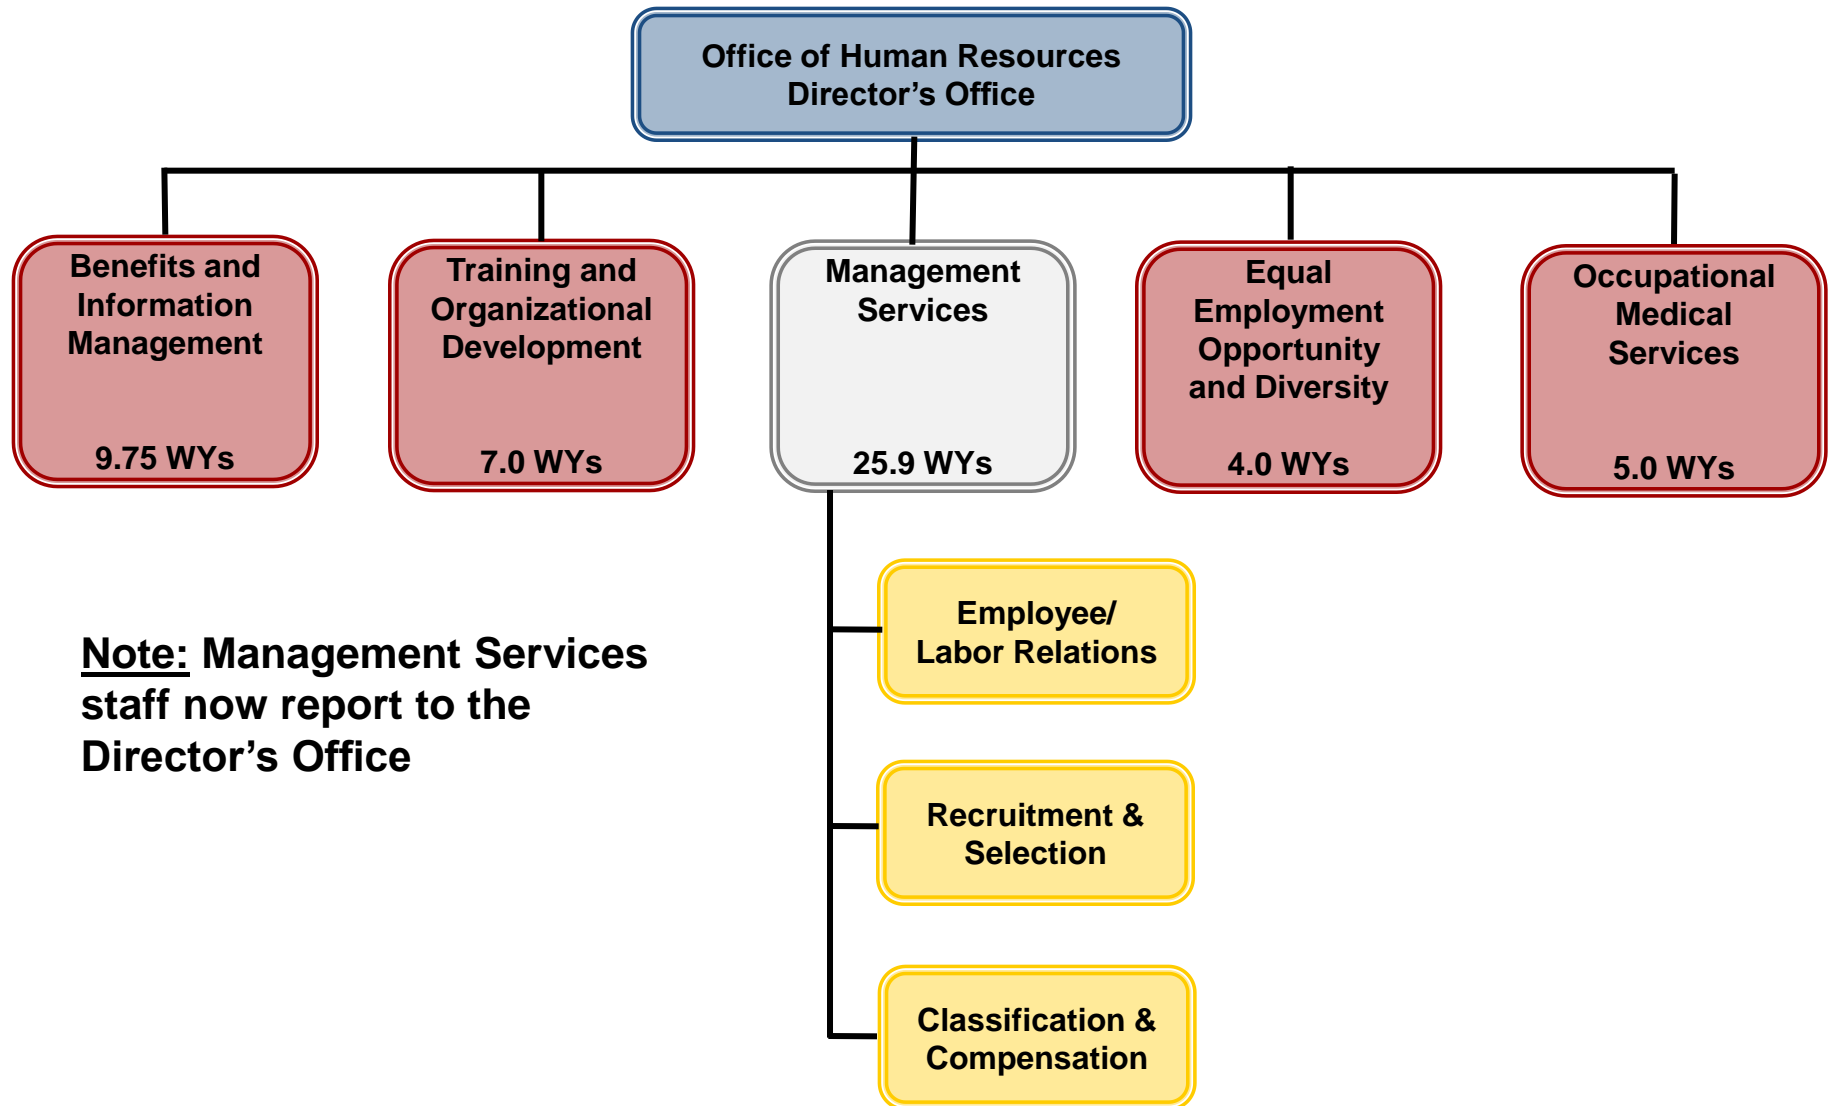 Office of Human Resources
Director’s Office
Benefits and
Information
Management
9.75 WYs
Training and
Organizational
Development
7.0 WYs
Management
Services
25.9 WYs
Equal
Employment
Opportunity
and Diversity
4.0 WYs
Occupational
Medical
Services
5.0 WYs
Employee/
Labor Relations
Note: Management Services
staff now report to the
Director’s Office
Recruitment &
Selection
Classification &
Compensation